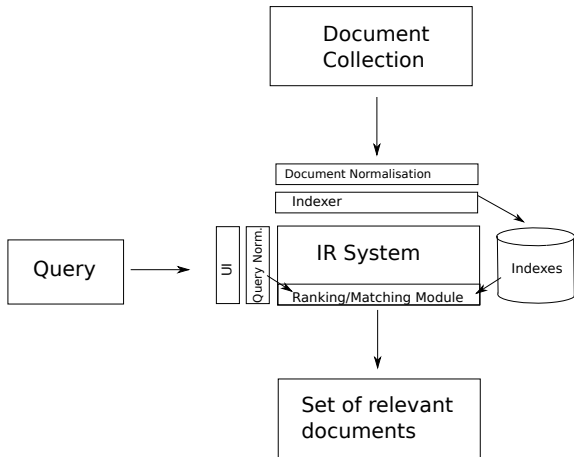 Document
Collection
Document Normalisation
Indexer
Query
UI
Query Norm.
IR System
Ranking/Matching Module
Indexes
Set of relevant
documents